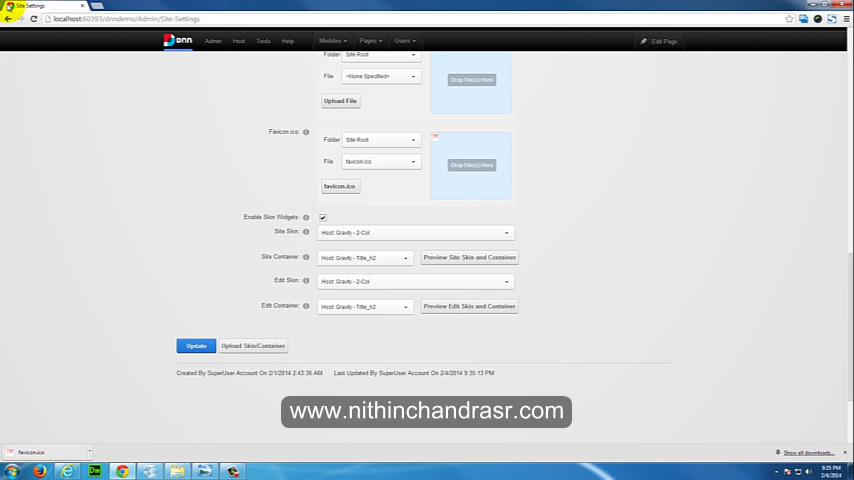 Site Settings
localhost:60393/dnndemo/Admin/Site-Settings
DNN Admin Host Tools Help Modules Pages Users Edit Page
Folder Site Root
File <None Specified> Drop File(s) Here
Upload File
Favicon.ico:
Folder Site Root
File favicon.ico Drop File(s) Here
favicon.ico
Enable Skin Widgets:
Site Skin: Host: Gravity - 2-Col
Site Container: Host: Gravity - Title_h2 Preview Site Skin and Container
Edit Skin: Host: Gravity - 2-Col
Edit Container: Host: Gravity - Title_h2 Preview Edit Skin and Container
Update Upload Skin/Container
Created By SuperUser Account On 2/1/2014 2:43:36 AM Last Updated By SuperUser Account On 2/4/2014 9:35:13 PM
www.nithinchandrasr.com
favicon.ico Show all downloads...
Dw 9:35 PM
2/4/2014